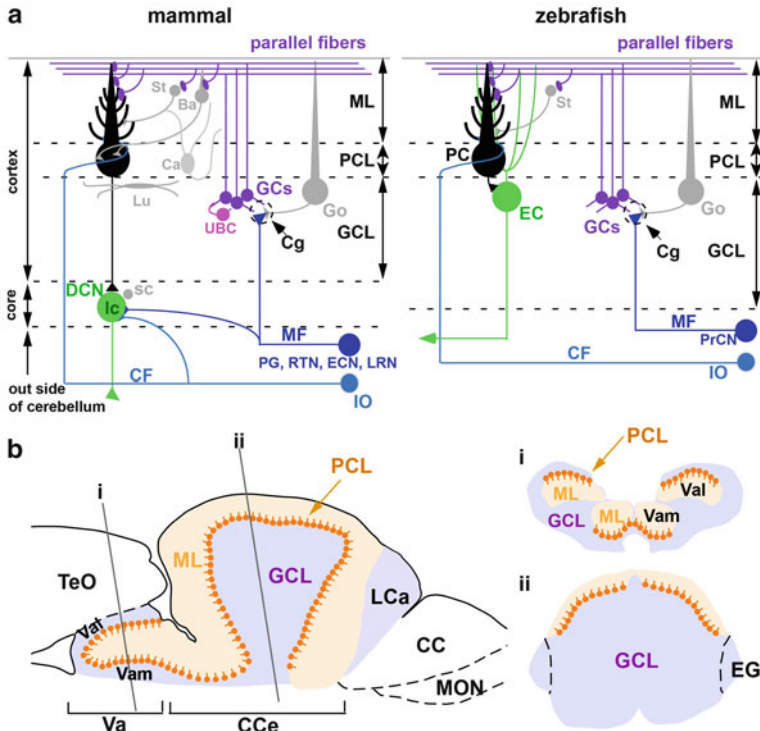 a
mammal
parallel fibers
St
Ba
Ca
Lu
GCs
UBC
Go
Cg
DCN
sc
Ic
MF
PG, RTN, ECN, LRN
CF
IO
cortex
core
out side
of cerebellum
ML
PCL
GCL
zebrafish
parallel fibers
St
PC
EC
GCs
Go
Cg
MF
PrCN
CF
IO
ML
PCL
GCL
b
i
ii
PCL
ML
GCL
TeO
Val
Vam
LCa
CC
MON
Va
CCe
i
PCL
ML
Val
GCL
ML
Vam
ii
GCL
EG